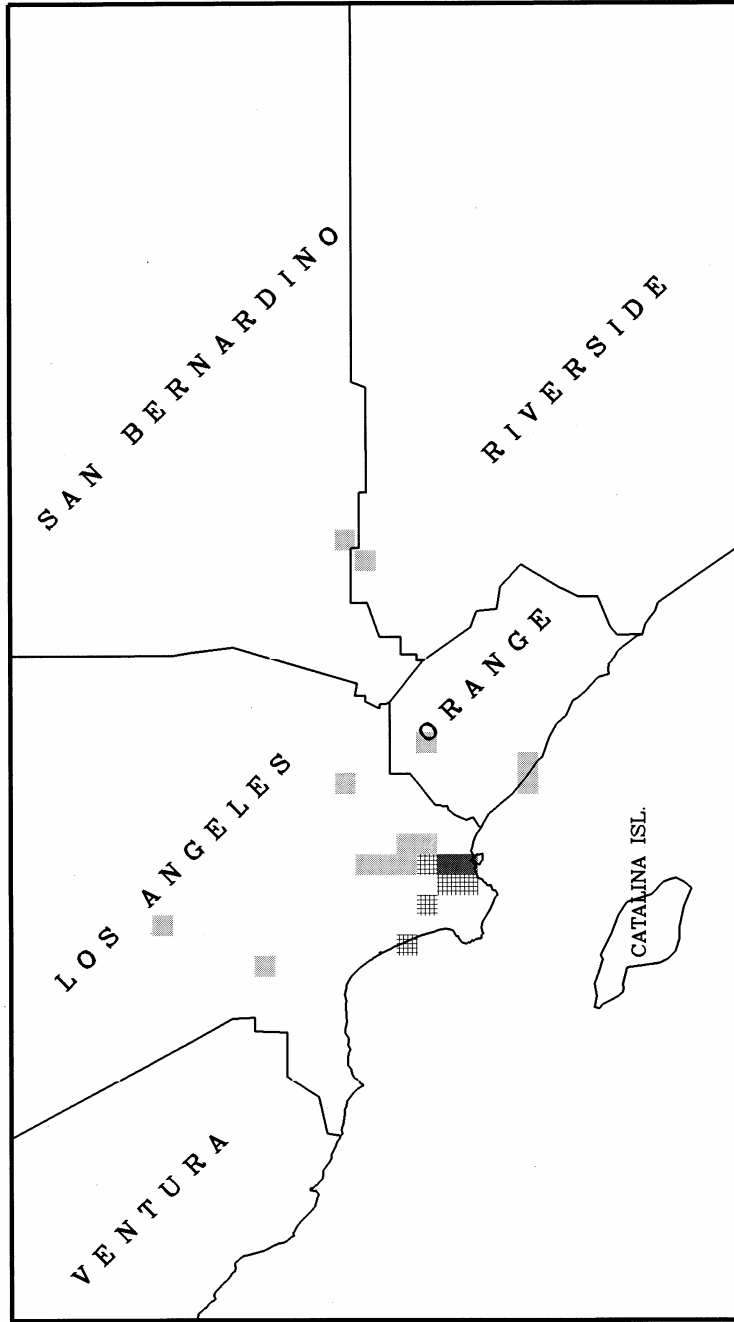 SAN BERNARDINO
RIVERSIDE
LOS ANGELES
ORANGE
VENTURA
CATALINA ISL.